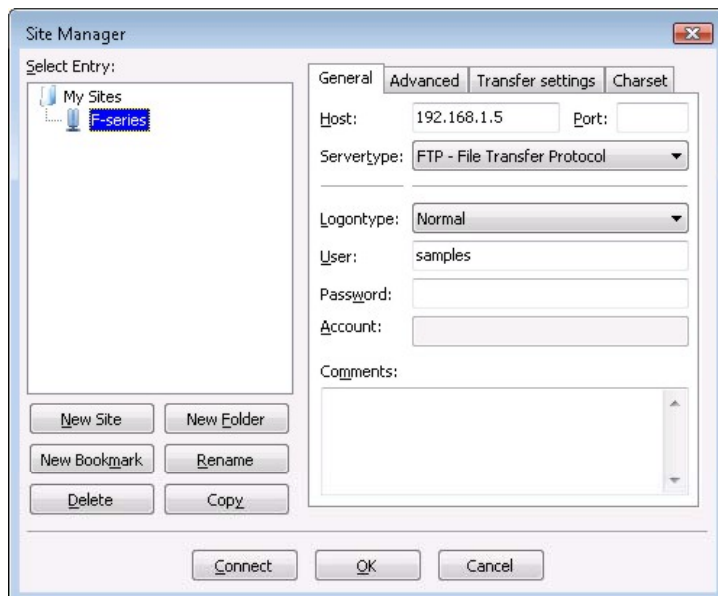 Site Manager
Select Entry:
My Sites
F-series
New Site
New Folder
New Bookmark
Rename
Delete
Copy
General
Advanced
Transfer settings
Charset
Host:
192.168.1.5
Port:
Servertype:
FTP - File Transfer Protocol
Logontype:
Normal
User:
samples
Password:
Account:
Comments:
Connect
OK
Cancel